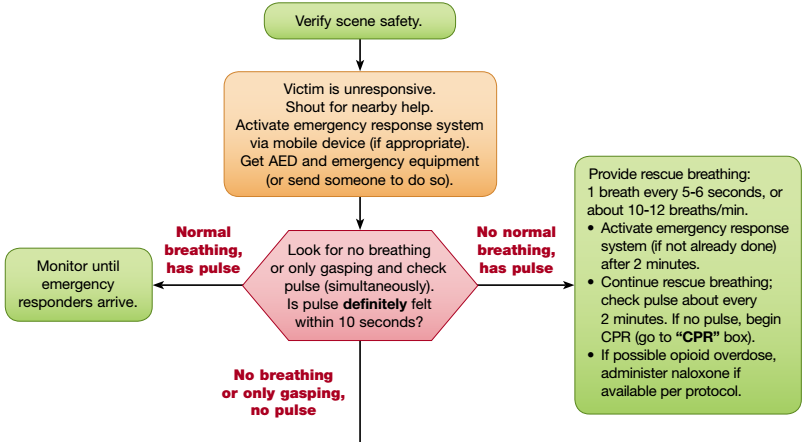 Verify scene safety.
Victim is unresponsive.
Shout for nearby help.
Activate emergency response system
via mobile device (if appropriate).
Get AED and emergency equipment
(or send someone to do so).
Normal
breathing,
has pulse
Monitor until
emergency
responders arrive.
Look for no breathing
or only gasping and check
pulse (simultaneously).
Is pulse definitely felt
within 10 seconds?
No normal
breathing,
has pulse
Provide rescue breathing:
1 breath every 5-6 seconds, or
about 10-12 breaths/min.
• Activate emergency response
system (if not already done)
after 2 minutes.
• Continue rescue breathing;
check pulse about every
2 minutes. If no pulse, begin
CPR (go to “CPR” box).
• If possible opioid overdose,
administer naloxone if
available per protocol.
No breathing
or only gasping,
no pulse